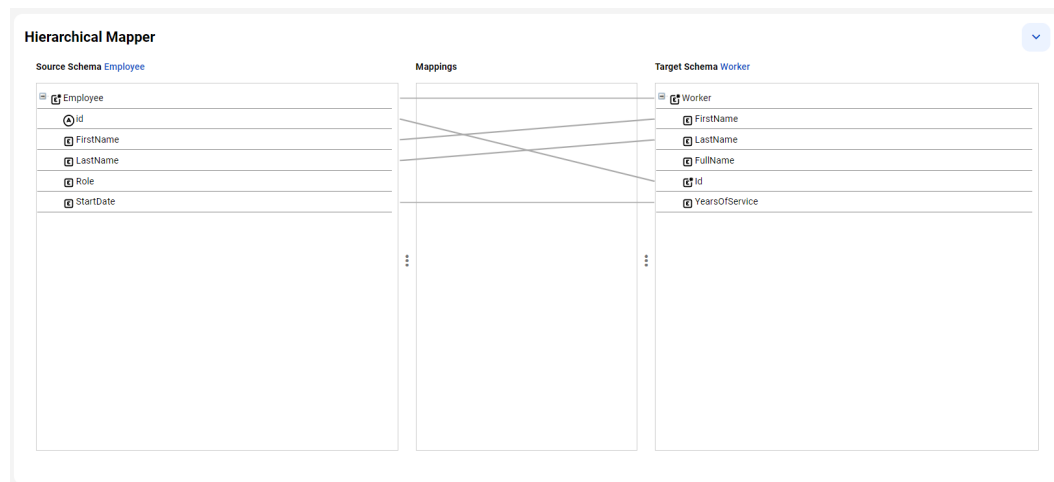 Hierarchical Mapper
Source Schema Employee
Mappings
Target Schema Worker
Employee
id
FirstName
LastName
Role
StartDate
Worker
FirstName
LastName
FullName
Id
YearsOfService